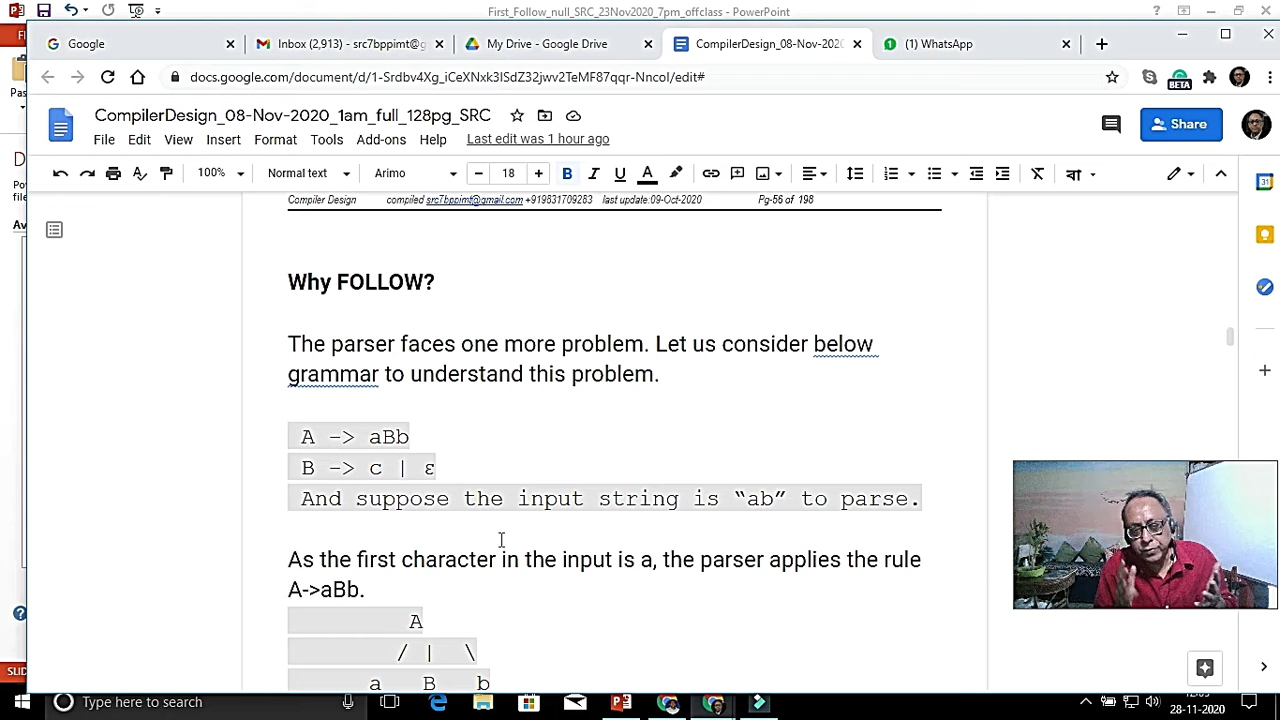 First_Follow_null_SRC_23Nov2020_7pm_offclass - PowerPoint
Google
Inbox (2,913) - src7bppimt@g
My Drive - Google Drive
CompilerDesign_08-Nov-2020
(1) WhatsApp
docs.google.com/document/d/1-Srdbv4Xg_iCeXNxk3ISdZ32jwv2TeMF87qqr-Nncol/edit#
BETA
CompilerDesign_08-Nov-2020_1am_full_128pg_SRC
File Edit View Insert Format Tools Add-ons Help Last edit was 1 hour ago
Share
100% Normal text Arimo 18 B I U A
Compiler Design compiled src7bppimt@gmail.com +919831709283 last update:09-Oct-2020 Pg-56 of 198
Why FOLLOW?
The parser faces one more problem. Let us consider below
grammar to understand this problem.
A -> aBb
B -> c | ε
And suppose the input string is “ab” to parse.
As the first character in the input is a, the parser applies the rule
A->aBb.
A
/ | \
a B b
Type here to search
28-11-2020